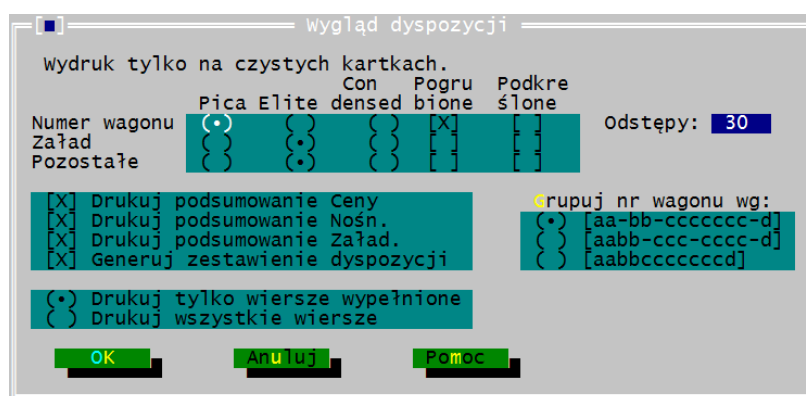 [■] Wygląd dyspozycji
Wydruk tylko na czystych kartkach.
Con Pogru Podkre
Pica Elite densed bione ślone
Numer wagonu (•) ( ) ( ) [X] [ ] Odstępy: 30
Załad ( ) (•) ( ) [ ] [ ]
Pozostałe ( ) (•) ( ) [ ] [ ]
[X] Drukuj podsumowanie Ceny
[X] Drukuj podsumowanie Nośn.
[X] Drukuj podsumowanie Załad.
[X] Generuj zestawienie dyspozycji
Grupuj nr wagonu wg:
(•) [aa-bb-ccccccc-d]
( ) [aabb-ccc-cccc-d]
( ) [aabbcccccccd]
(•) Drukuj tylko wiersze wypełnione
( ) Drukuj wszystkie wiersze
OK Anuluj Pomoc